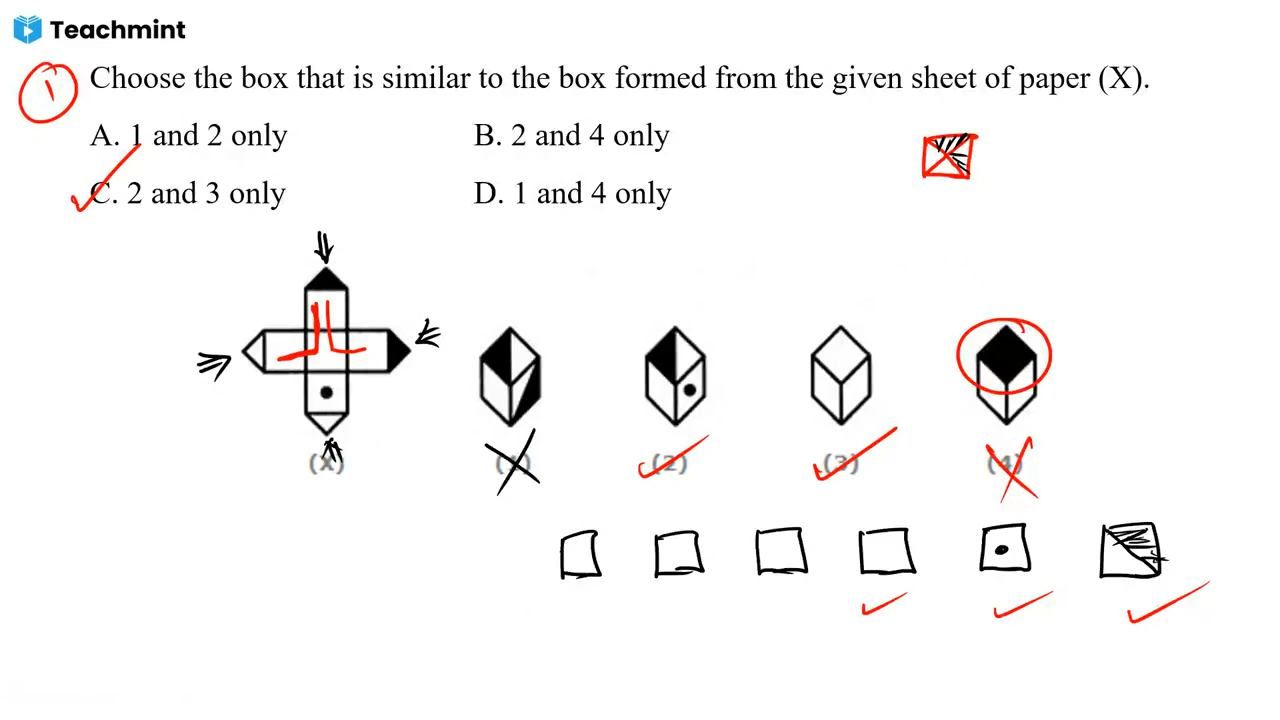 Teachmint
1 Choose the box that is similar to the box formed from the given sheet of paper (X).
A. 1 and 2 only B. 2 and 4 only
C. 2 and 3 only D. 1 and 4 only
(X) (1) (2) (3) (4)